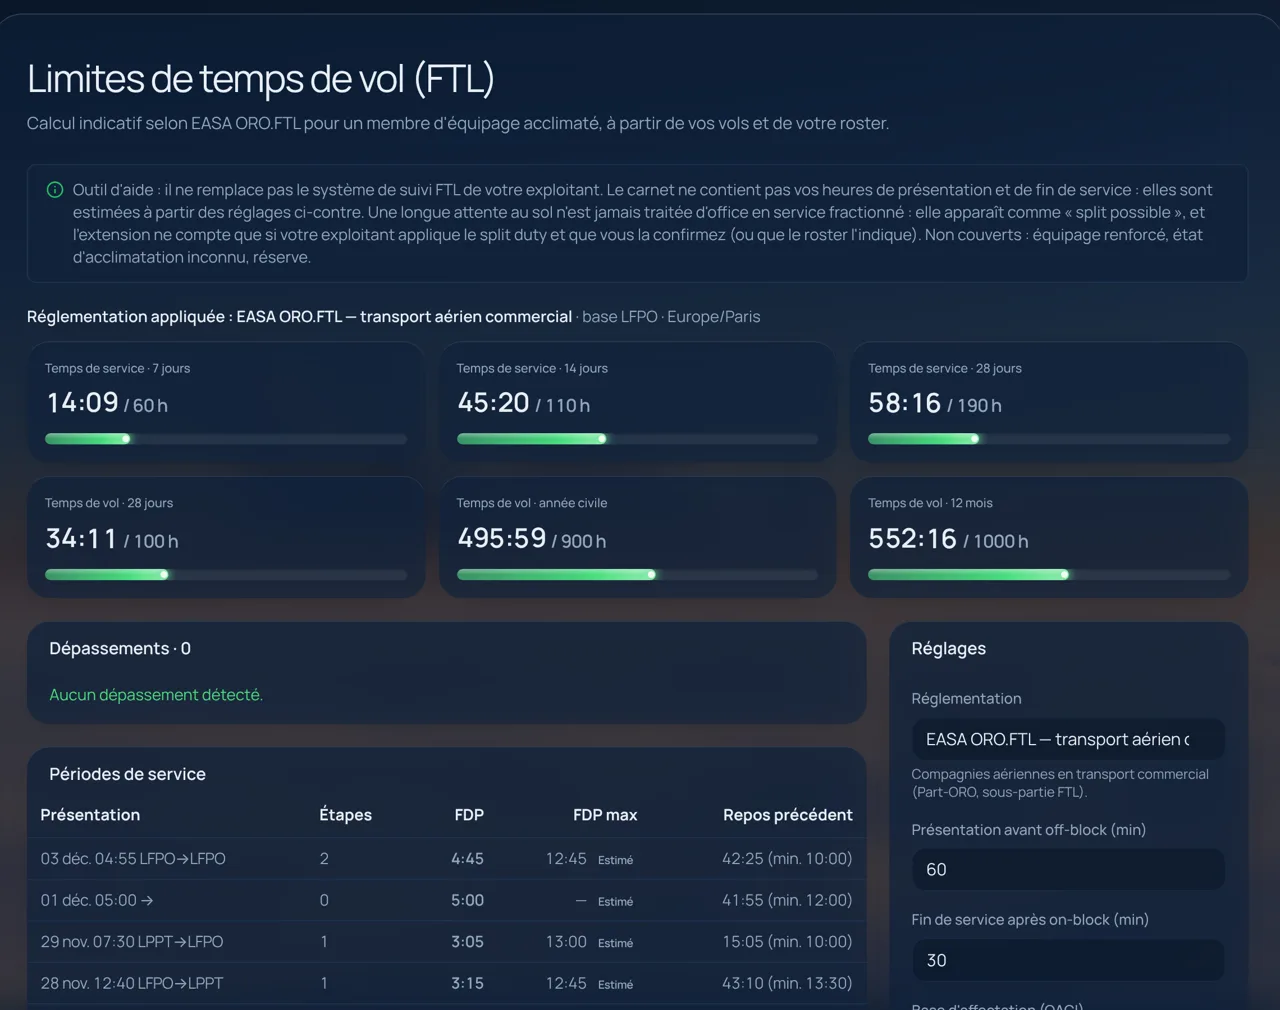 Limites de temps de vol (FTL)
Calcul indicatif selon EASA ORO.FTL pour un membre d'équipage acclimaté, à partir de vos vols et de votre roster.
Outil d'aide : il ne remplace pas le système de suivi FTL de votre exploitant. Le carnet ne contient pas vos heures de présentation et de fin de service : elles sont
estimées à partir des réglages ci-contre. Une longue attente au sol n'est jamais traitée d'office en service fractionné : elle apparaît comme « split possible », et
l'extension ne compte que si votre exploitant applique le split duty et que vous la confirmez (ou que le roster l'indique). Non couverts : équipage renforcé, état
d'acclimatation inconnu, réserve.
Réglementation appliquée : EASA ORO.FTL — transport aérien commercial · base LFPO · Europe/Paris
Temps de service · 7 jours
14:09 / 60 h
Temps de service · 14 jours
45:20 / 110 h
Temps de service · 28 jours
58:16 / 190 h
Temps de vol · 28 jours
34:11 / 100 h
Temps de vol · année civile
495:59 / 900 h
Temps de vol · 12 mois
552:16 / 1000 h
Dépassements · 0
Aucun dépassement détecté.
Périodes de service
Présentation Étapes FDP FDP max Repos précédent
03 déc. 04:55 LFPO→LFPO 2 4:45 12:45 Estimé 42:25 (min. 10:00)
01 déc. 05:00 → 0 5:00 — Estimé 41:55 (min. 12:00)
29 nov. 07:30 LPPT→LFPO 1 3:05 13:00 Estimé 15:05 (min. 10:00)
28 nov. 12:40 LFPO→LPPT 1 3:15 12:45 Estimé 43:10 (min. 13:30)
Réglages
Réglementation
EASA ORO.FTL — transport aérien c
Compagnies aériennes en transport commercial
(Part-ORO, sous-partie FTL).
Présentation avant off-block (min)
60
Fin de service après on-block (min)
30
Base d'affectation (OACI)